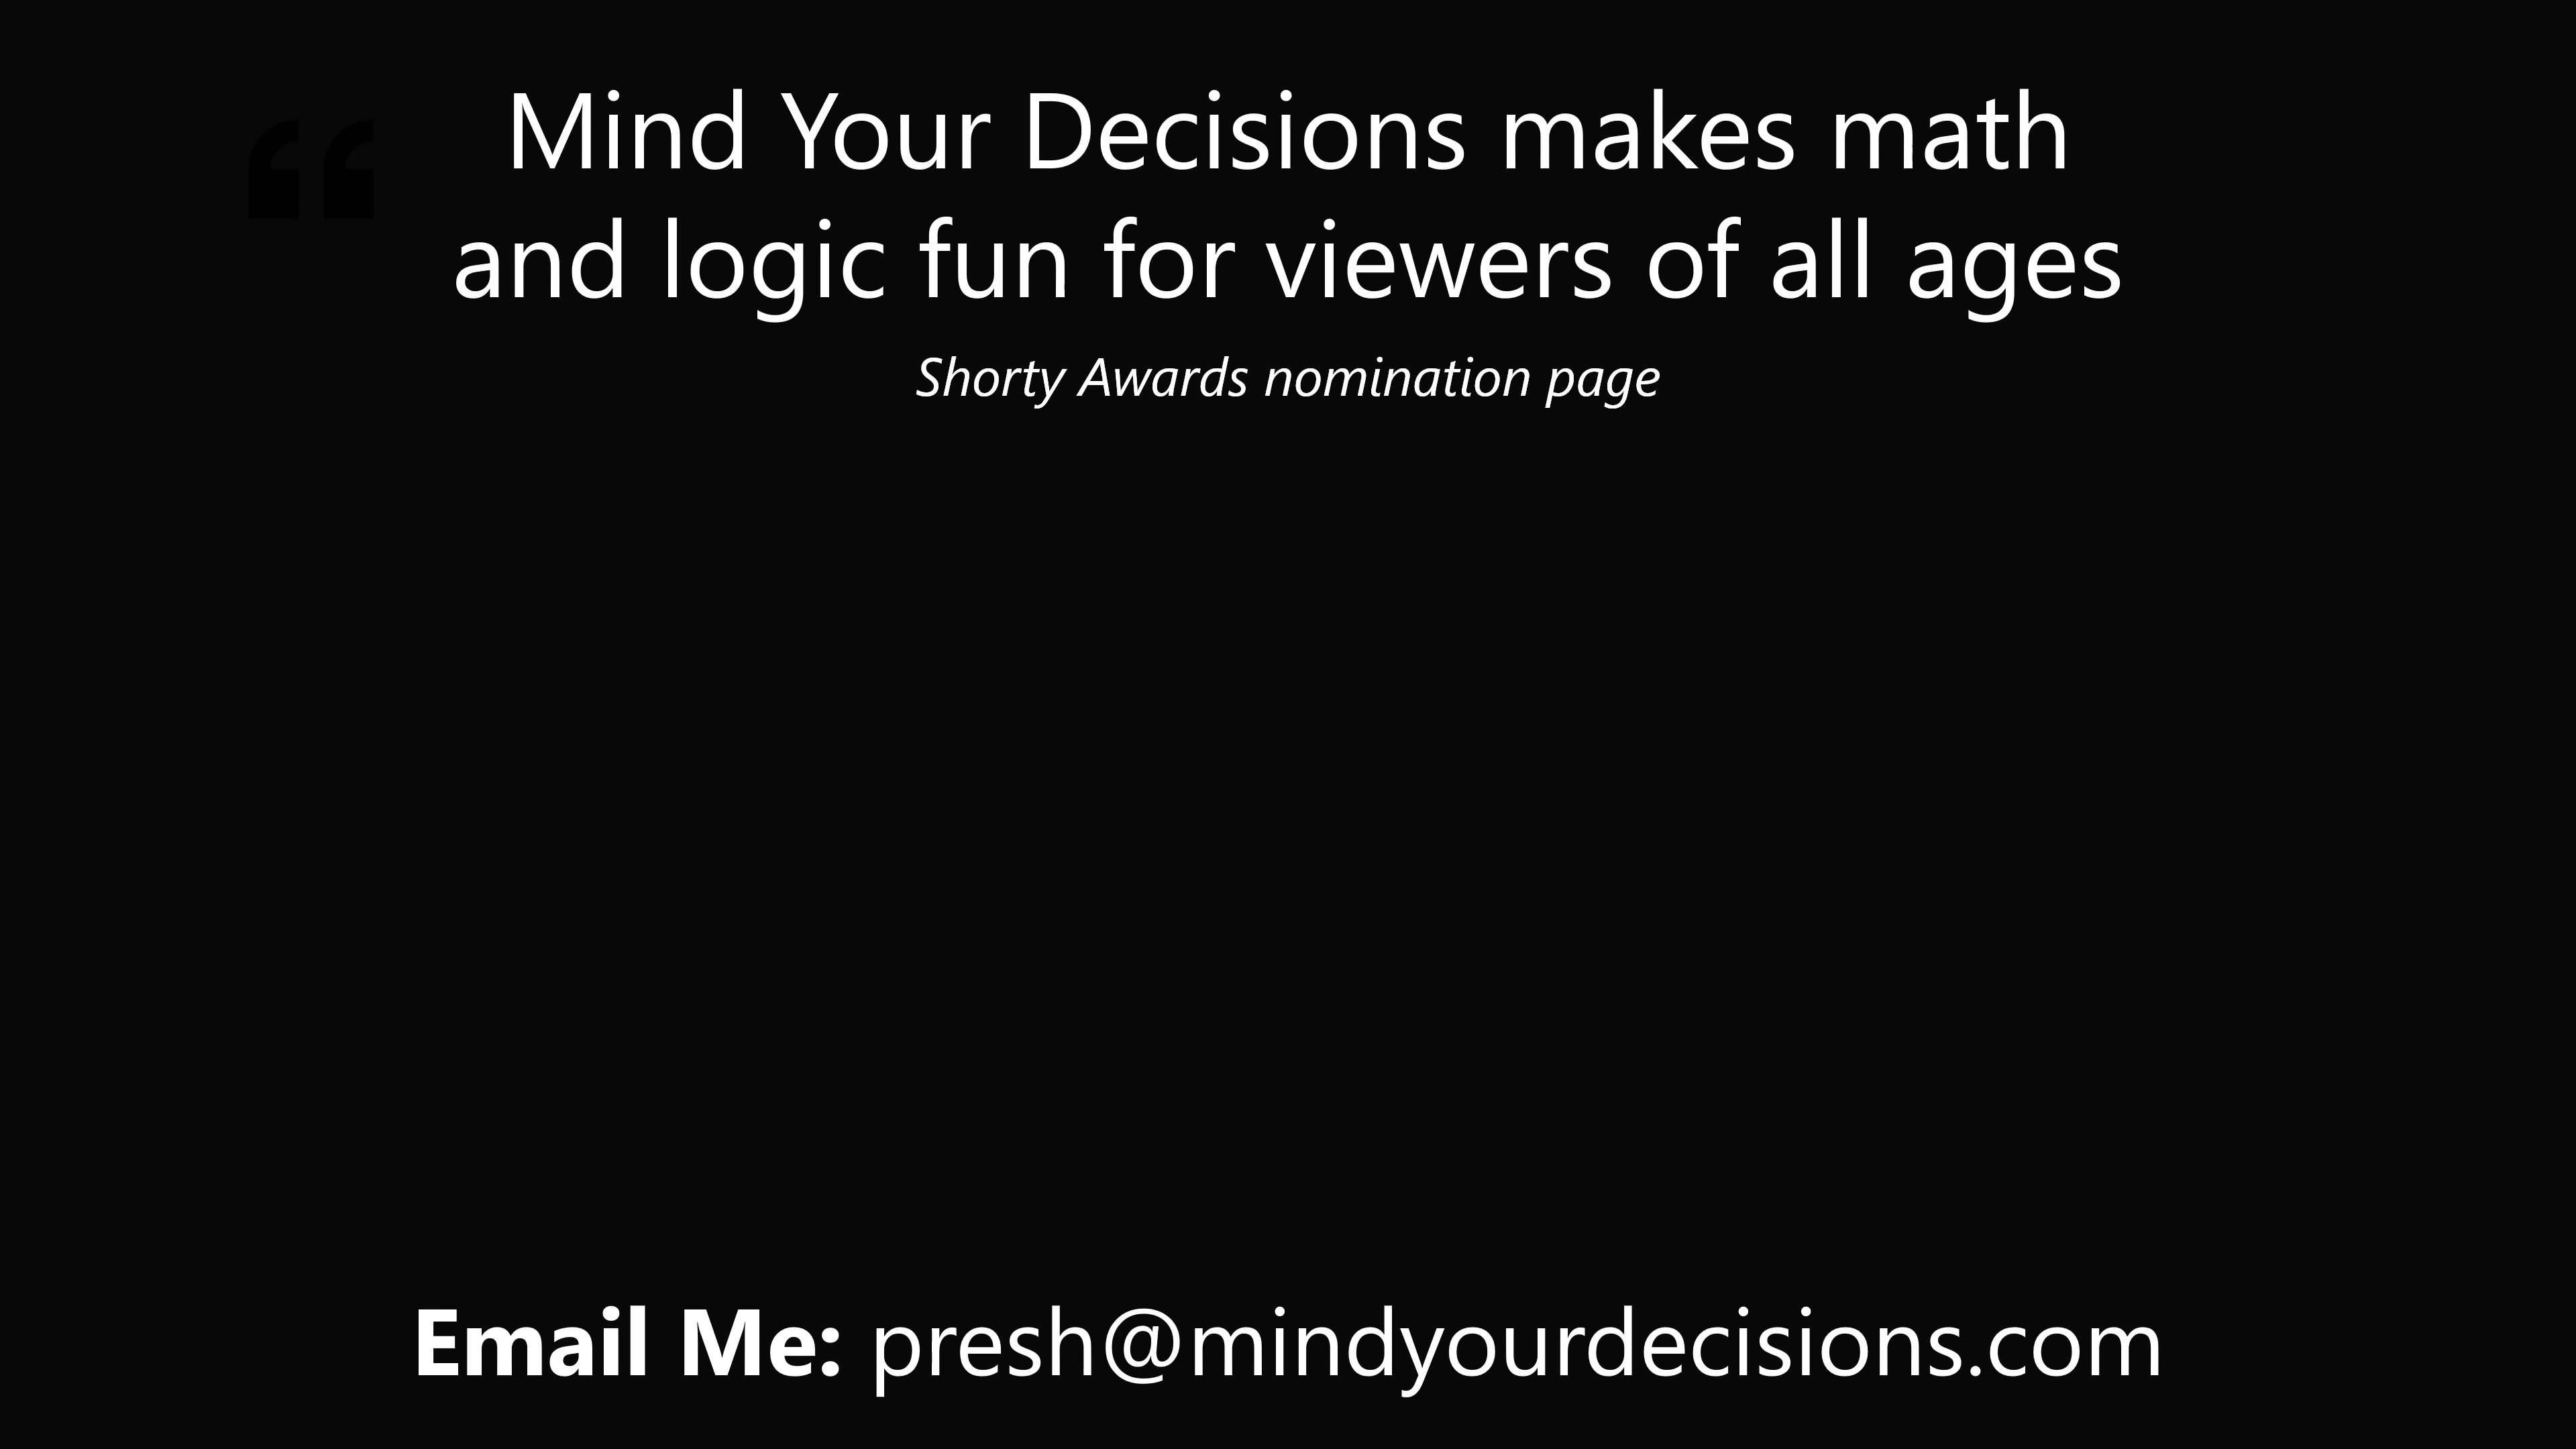 “
Mind Your Decisions makes math
and logic fun for viewers of all ages
Shorty Awards nomination page
Email Me: presh@mindyourdecisions.com